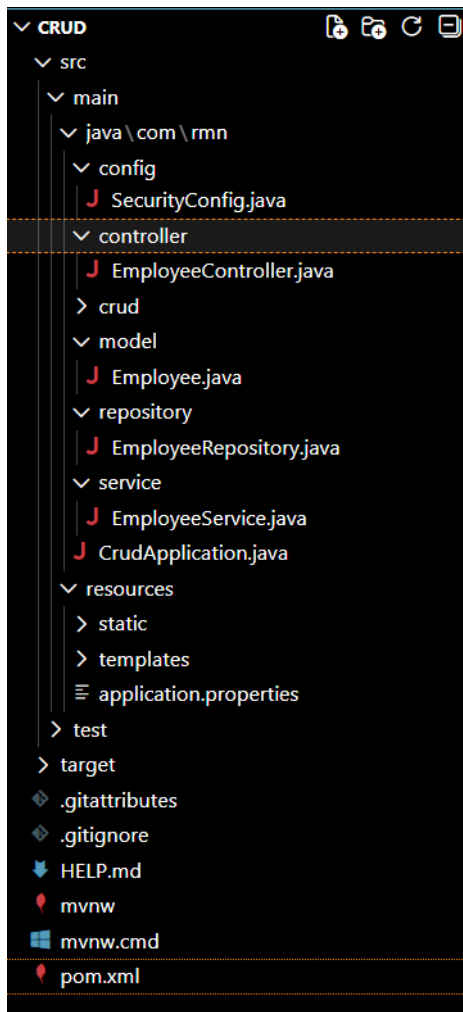 CRUD
src
main
java\com\rmn
config
SecurityConfig.java
controller
EmployeeController.java
crud
model
Employee.java
repository
EmployeeRepository.java
service
EmployeeService.java
CrudApplication.java
resources
static
templates
application.properties
test
target
.gitattributes
.gitignore
HELP.md
mvnw
mvnw.cmd
pom.xml